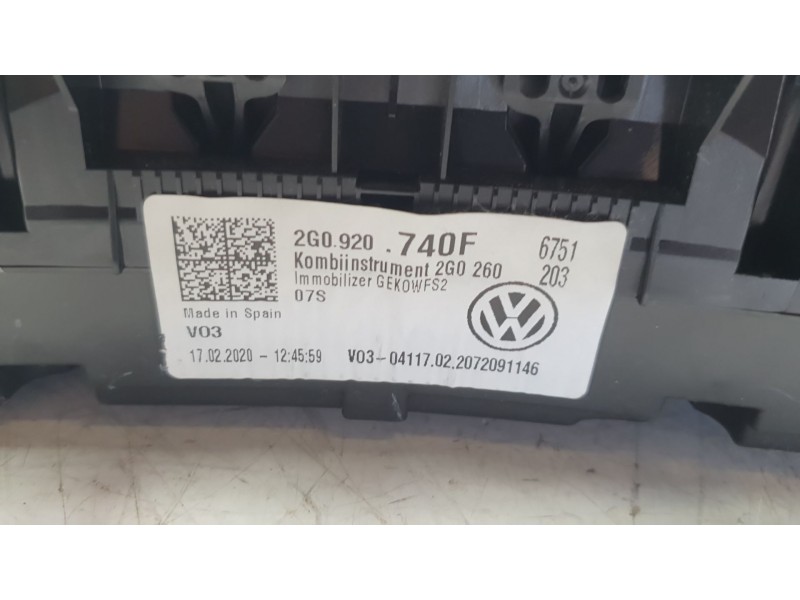 2G0.920 .740F 6751
Kombiinstrument 2G0 260 203
Immobilizer GEKOWFS2
07S
Made in Spain
V03
17.02.2020 - 12:45:59 V03-04117.02.2072091146